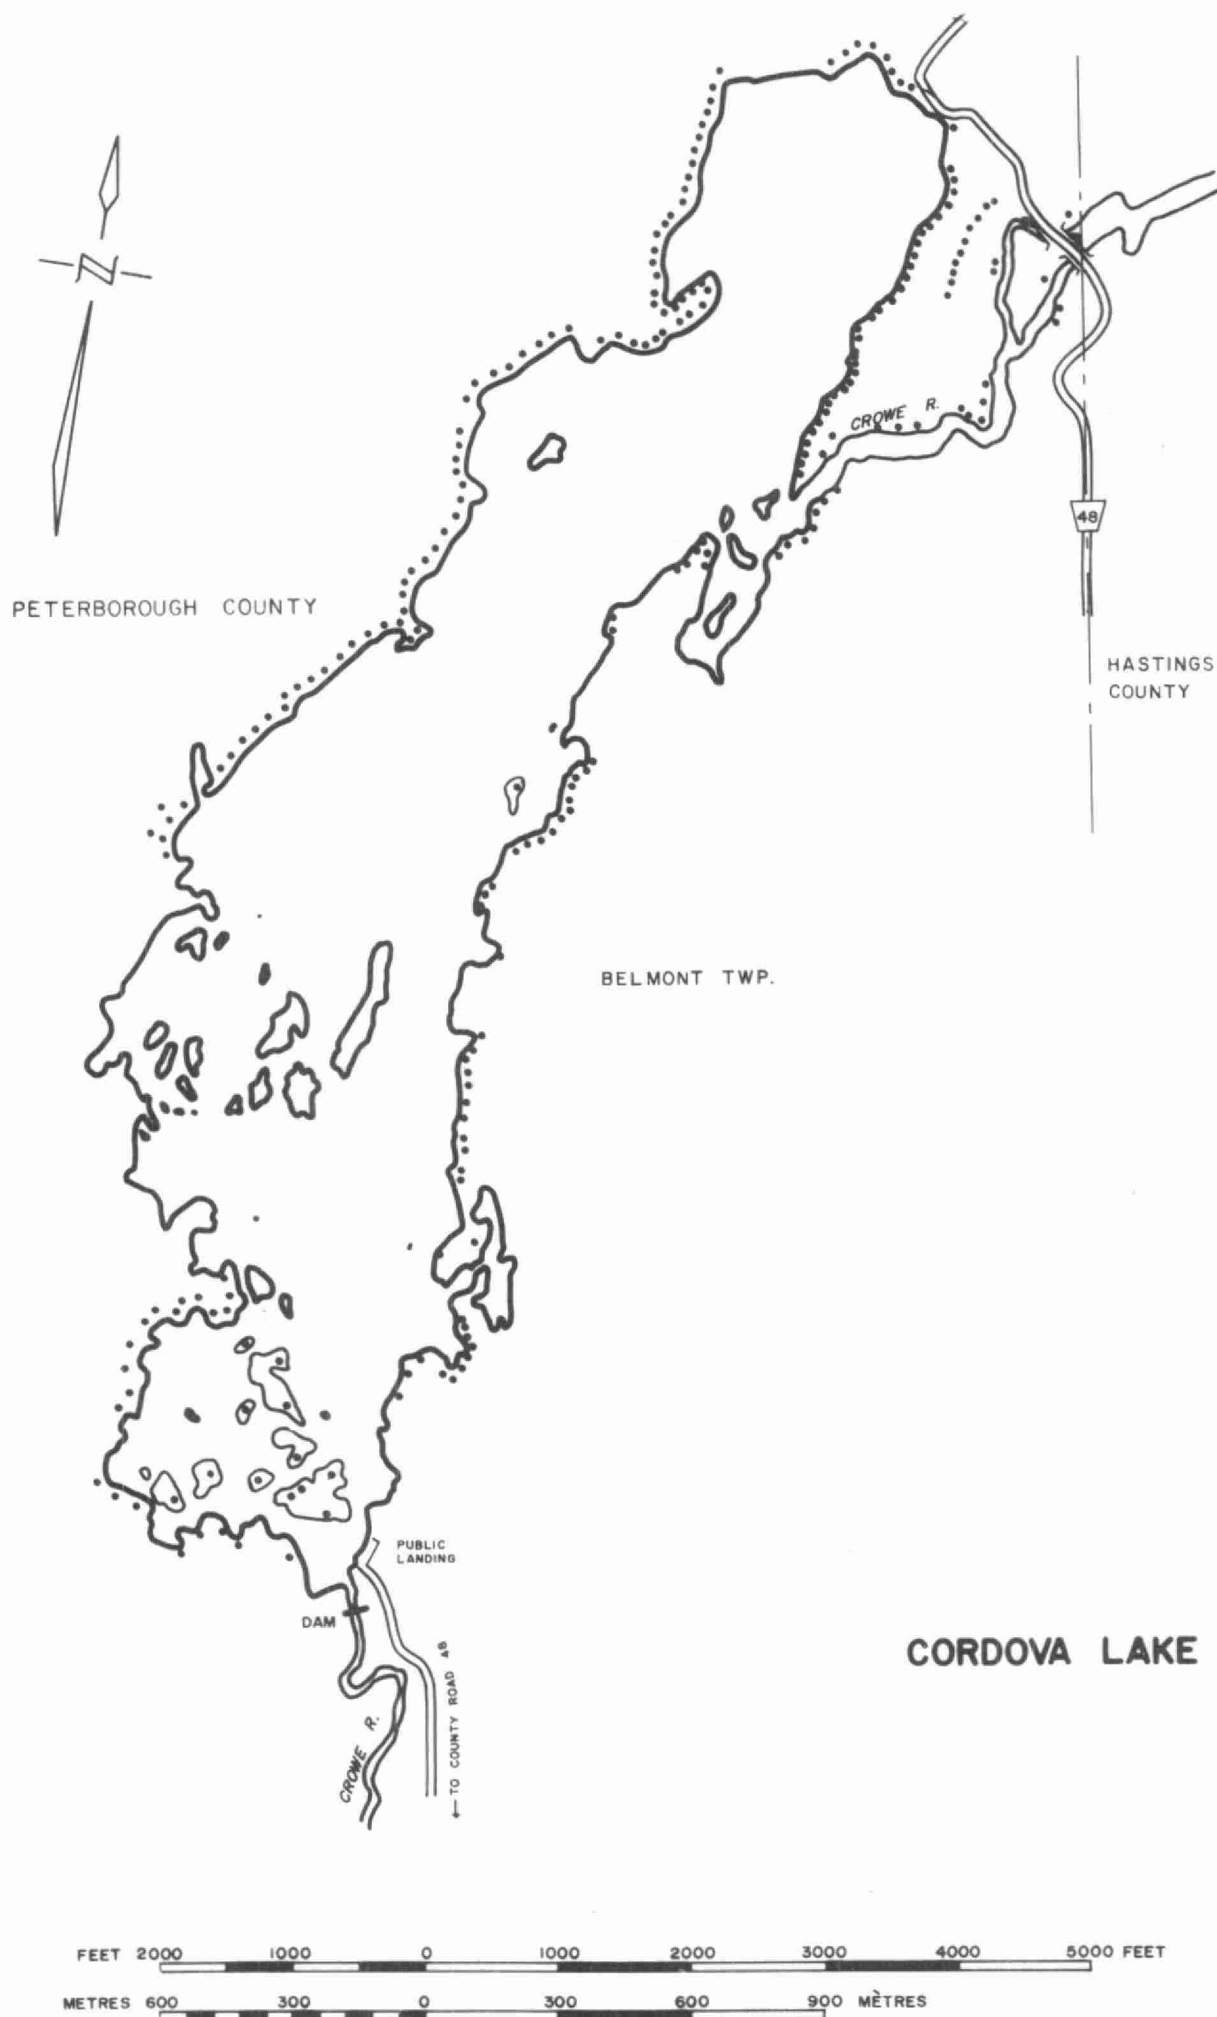 N
CROWE R.
48
PETERBOROUGH COUNTY
HASTINGS
COUNTY
BELMONT TWP.
PUBLIC
LANDING
DAM
CORDOVA LAKE
CROWE R.
← TO COUNTY ROAD 48
FEET 2000 1000 0 1000 2000 3000 4000 5000 FEET
METRES 600 300 0 300 600 900 MÈTRES